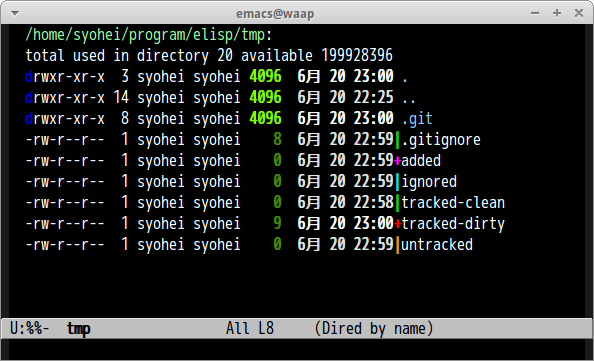 emacs@waap
/home/syohei/program/elisp/tmp:
total used in directory 20 available 199928396
drwxr-xr-x 3 syohei syohei 4096 6月 20 23:00 .
drwxr-xr-x 14 syohei syohei 4096 6月 20 22:25 ..
drwxr-xr-x 8 syohei syohei 4096 6月 20 23:00 .git
-rw-r--r-- 1 syohei syohei 8 6月 20 22:59|.gitignore
-rw-r--r-- 1 syohei syohei 0 6月 20 22:59+added
-rw-r--r-- 1 syohei syohei 0 6月 20 22:59|ignored
-rw-r--r-- 1 syohei syohei 0 6月 20 22:58|tracked-clean
-rw-r--r-- 1 syohei syohei 9 6月 20 23:00+tracked-dirty
-rw-r--r-- 1 syohei syohei 0 6月 20 22:59|untracked
U:%%- tmp All L8 (Dired by name)